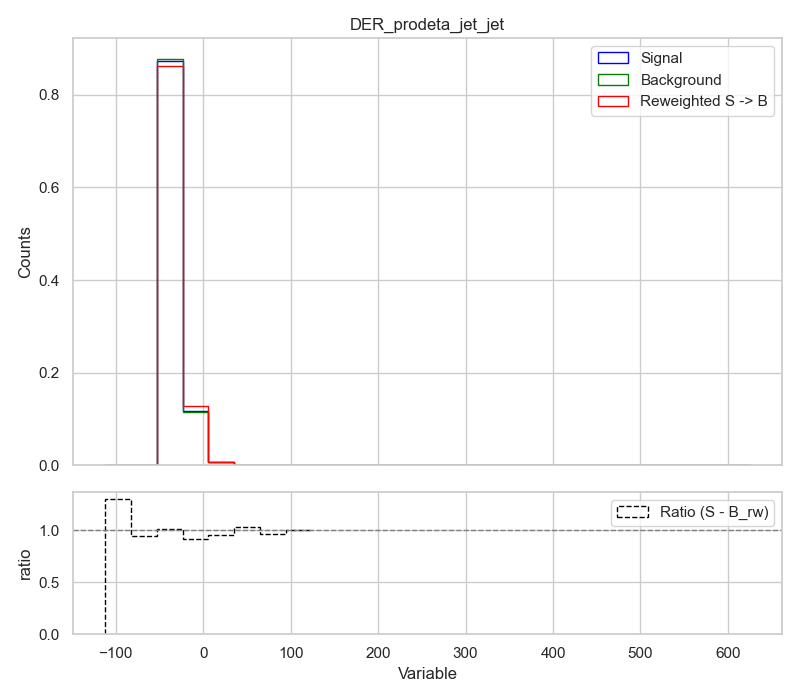 DER_prodeta_jet_jet
Signal
Background
Reweighted S -> B
Counts
0.8
0.6
0.4
0.2
0.0
Ratio (S - B_rw)
ratio
1.0
0.5
0.0
−100 0 100 200 300 400 500 600
Variable